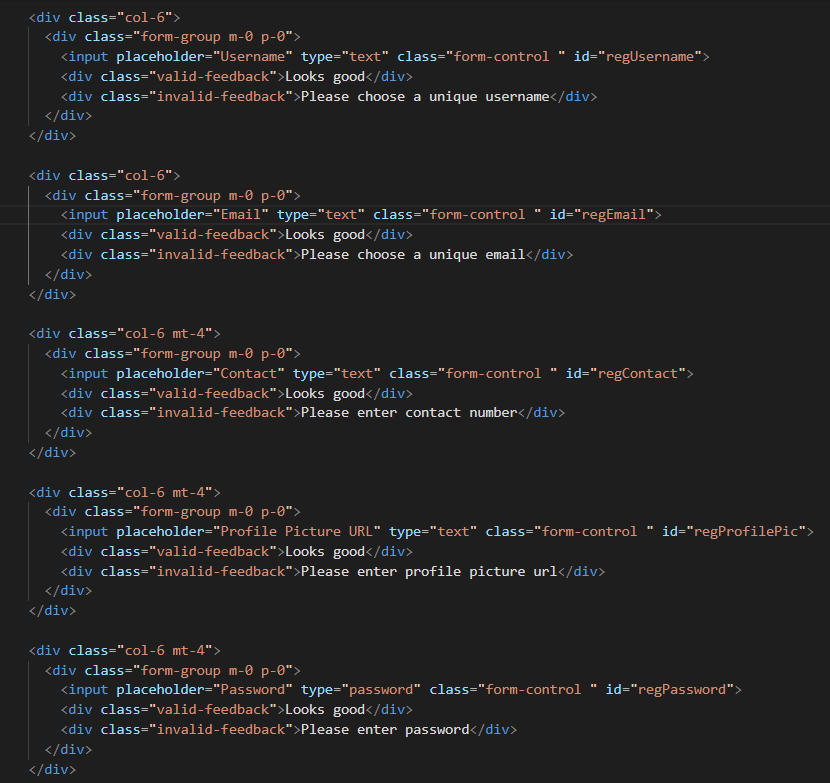 <div class="col-6">
<div class="form-group m-0 p-0">
<input placeholder="Username" type="text" class="form-control " id="regUsername">
<div class="valid-feedback">Looks good</div>
<div class="invalid-feedback">Please choose a unique username</div>
</div>
</div>
<div class="col-6">
<div class="form-group m-0 p-0">
<input placeholder="Email" type="text" class="form-control " id="regEmail">
<div class="valid-feedback">Looks good</div>
<div class="invalid-feedback">Please choose a unique email</div>
</div>
</div>
<div class="col-6 mt-4">
<div class="form-group m-0 p-0">
<input placeholder="Contact" type="text" class="form-control " id="regContact">
<div class="valid-feedback">Looks good</div>
<div class="invalid-feedback">Please enter contact number</div>
</div>
</div>
<div class="col-6 mt-4">
<div class="form-group m-0 p-0">
<input placeholder="Profile Picture URL" type="text" class="form-control " id="regProfilePic">
<div class="valid-feedback">Looks good</div>
<div class="invalid-feedback">Please enter profile picture url</div>
</div>
</div>
<div class="col-6 mt-4">
<div class="form-group m-0 p-0">
<input placeholder="Password" type="password" class="form-control " id="regPassword">
<div class="valid-feedback">Looks good</div>
<div class="invalid-feedback">Please enter password</div>
</div>
</div>